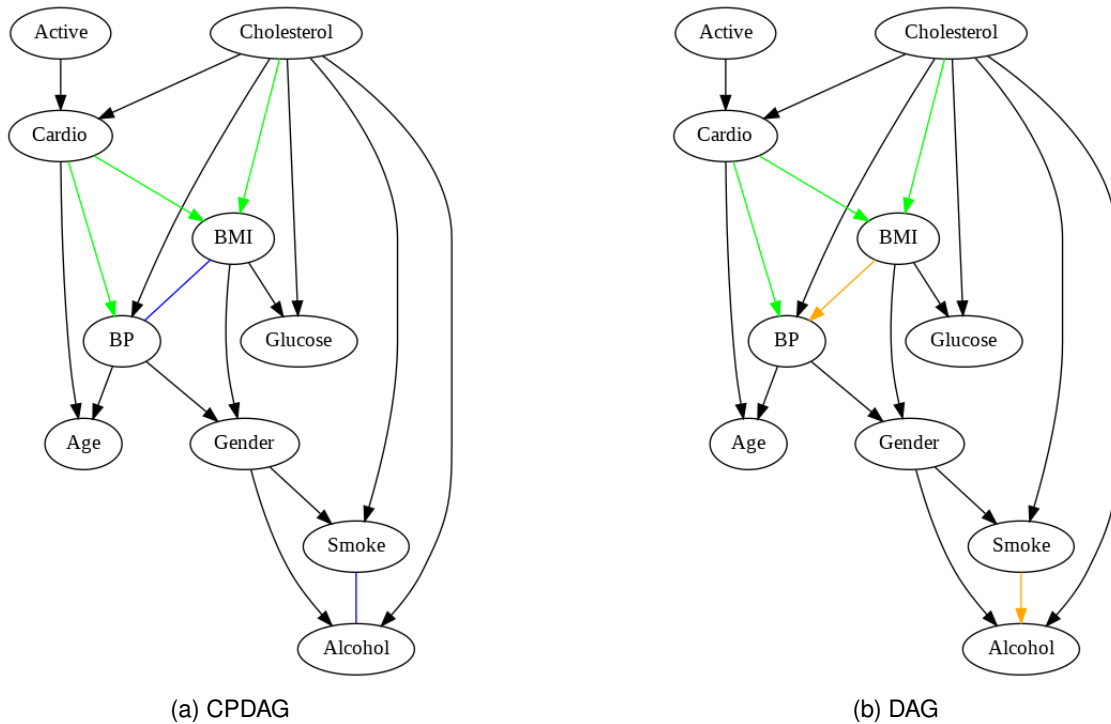 Active
Cholesterol
Cardio
BMI
BP
Glucose
Age
Gender
Smoke
Alcohol
(a) CPDAG
Active
Cholesterol
Cardio
BMI
BP
Glucose
Age
Gender
Smoke
Alcohol
(b) DAG